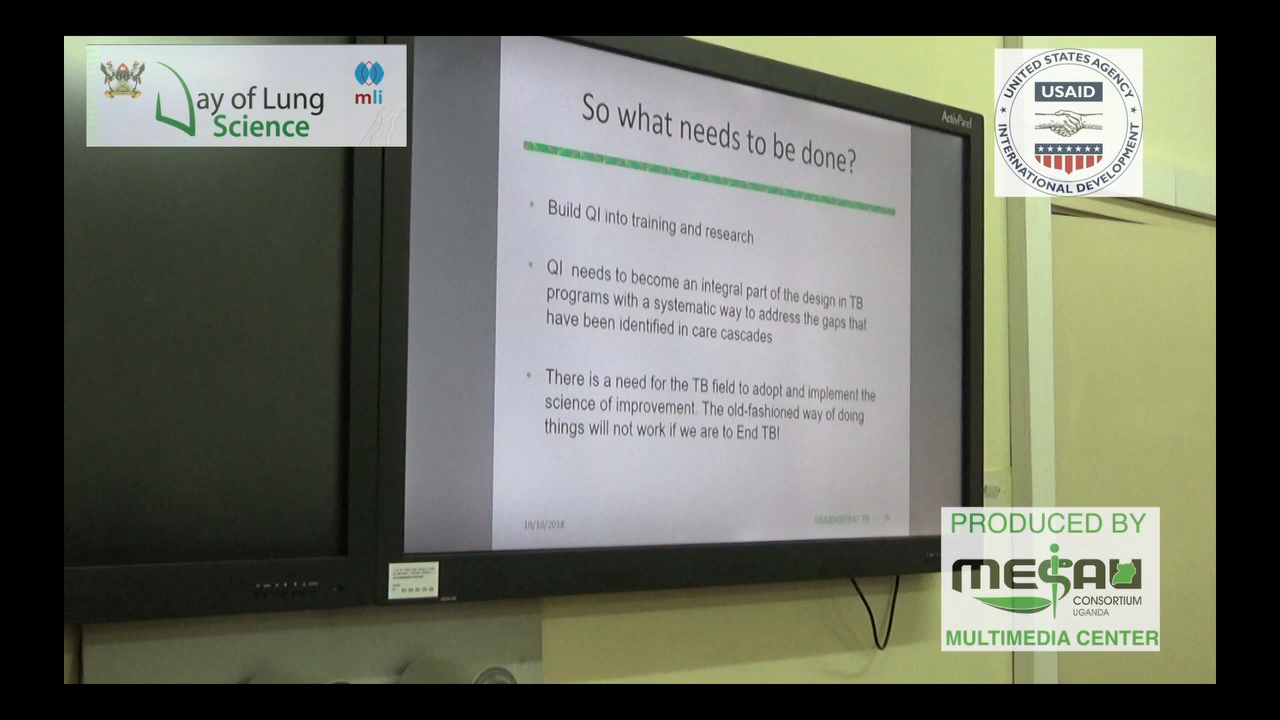 Day of Lung
Science
mli
UNITED STATES AGENCY
USAID
INTERNATIONAL DEVELOPMENT
ActivPanel
So what needs to be done?
• Build QI into training and research
• QI needs to become an integral part of the design in TB
programs with a systematic way to address the gaps that
have been identified in care cascades
• There is a need for the TB field to adopt and implement the
science of improvement. The old-fashioned way of doing
things will not work if we are to End TB!
10/10/2018
PRODUCED BY
MESAU
CONSORTIUM
UGANDA
MULTIMEDIA CENTER